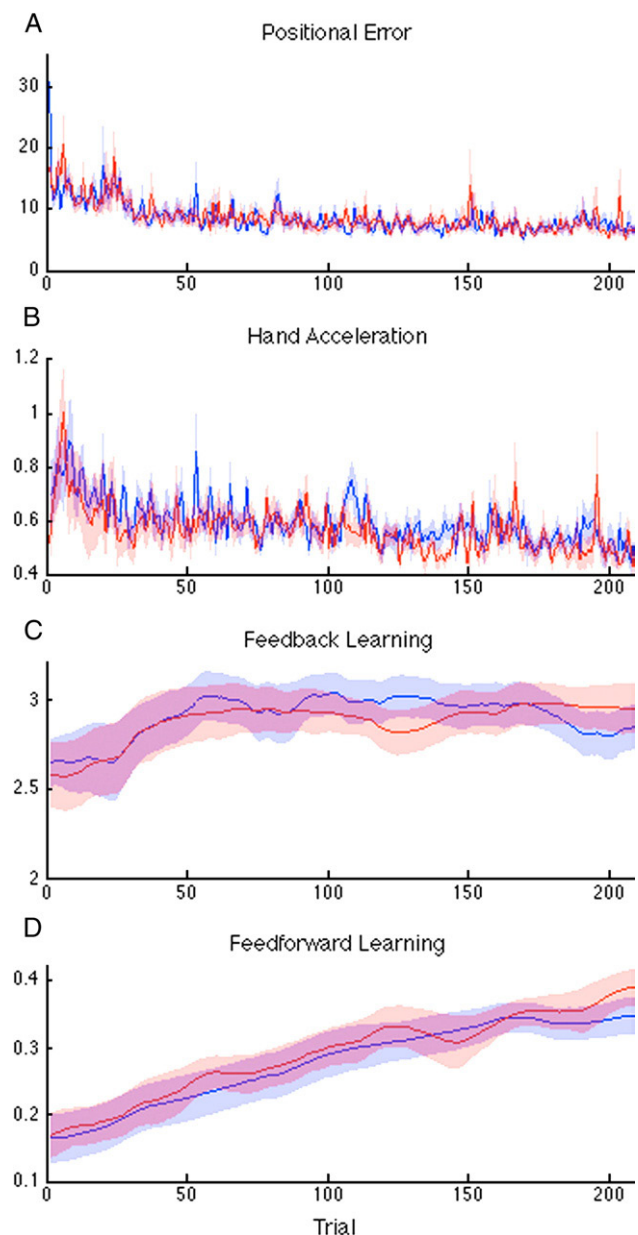 A
Positional Error
30
20
10
0
0 50 100 150 200
B
Hand Acceleration
1.2
1
0.8
0.6
0.4
0 50 100 150 200
C
Feedback Learning
3
2.5
2
0 50 100 150 200
D
Feedforward Learning
0.4
0.3
0.2
0.1
0 50 100 150 200
Trial